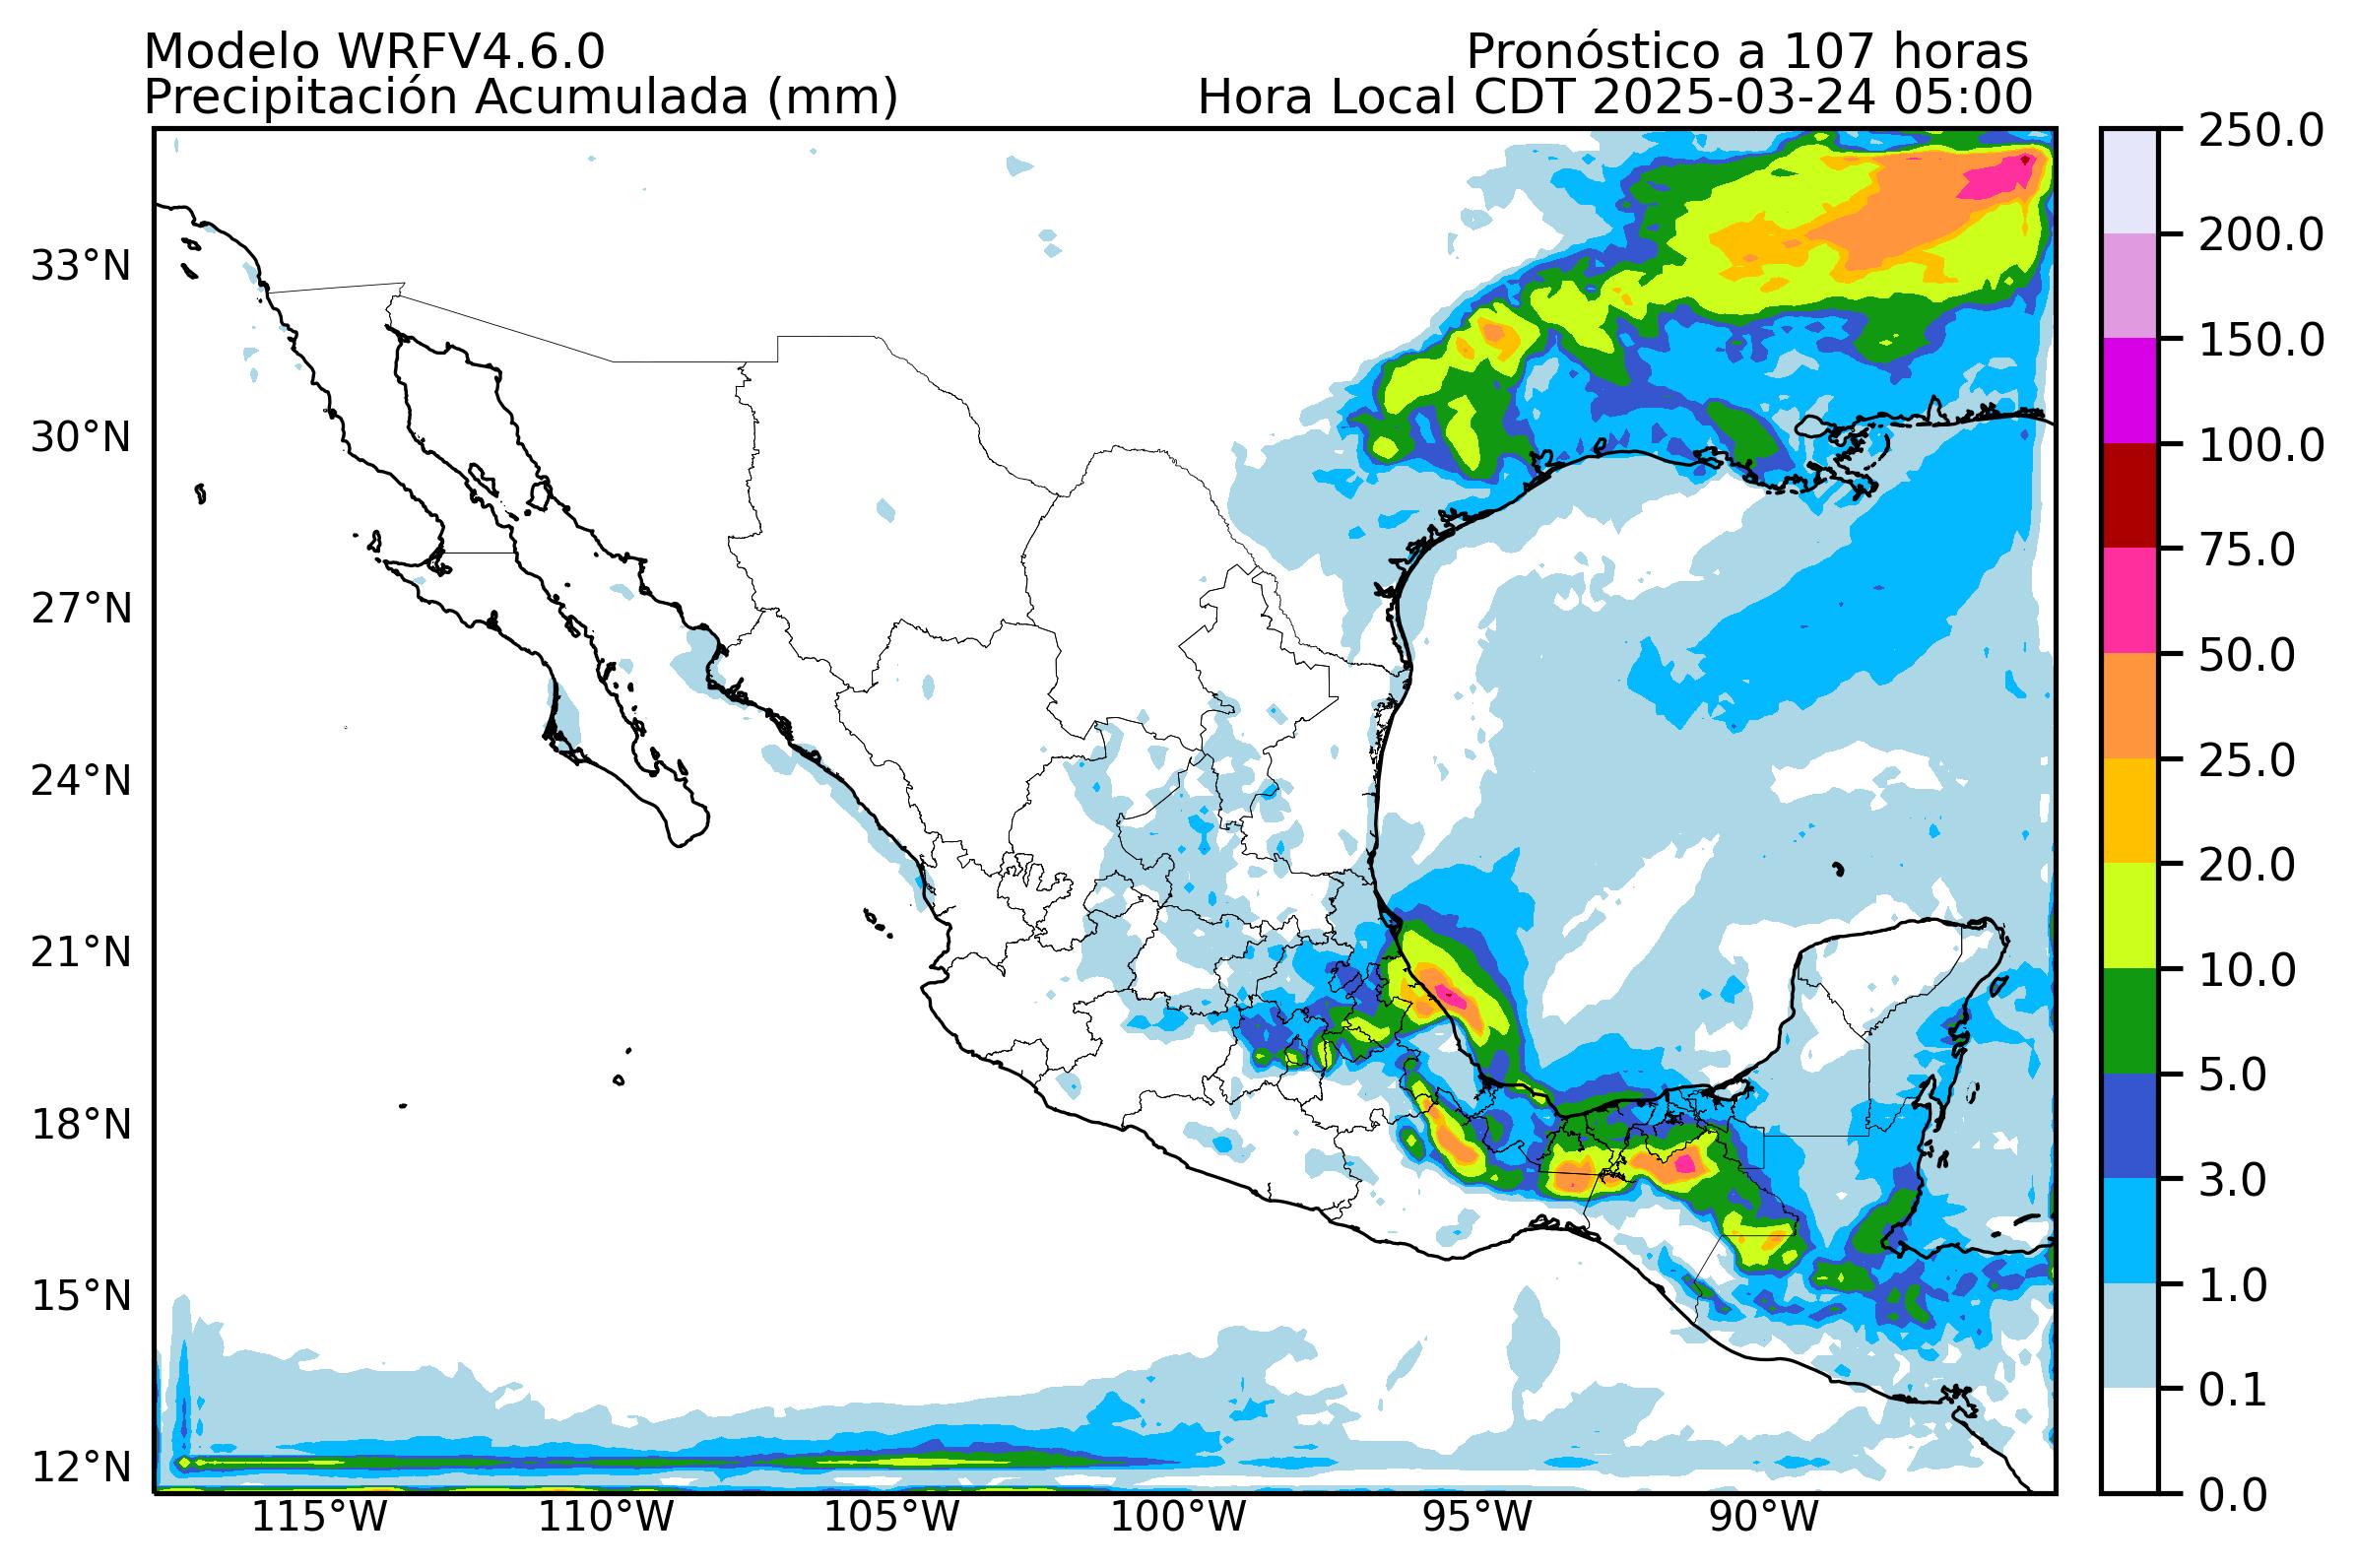 Modelo WRFV4.6.0
Pronóstico a 107 horas
Precipitación Acumulada (mm)
Hora Local CDT 2025-03-24 05:00
33°N
30°N
27°N
24°N
21°N
18°N
15°N
12°N
115°W
110°W
105°W
100°W
95°W
90°W
250.0
200.0
150.0
100.0
75.0
50.0
25.0
20.0
10.0
5.0
3.0
1.0
0.1
0.0